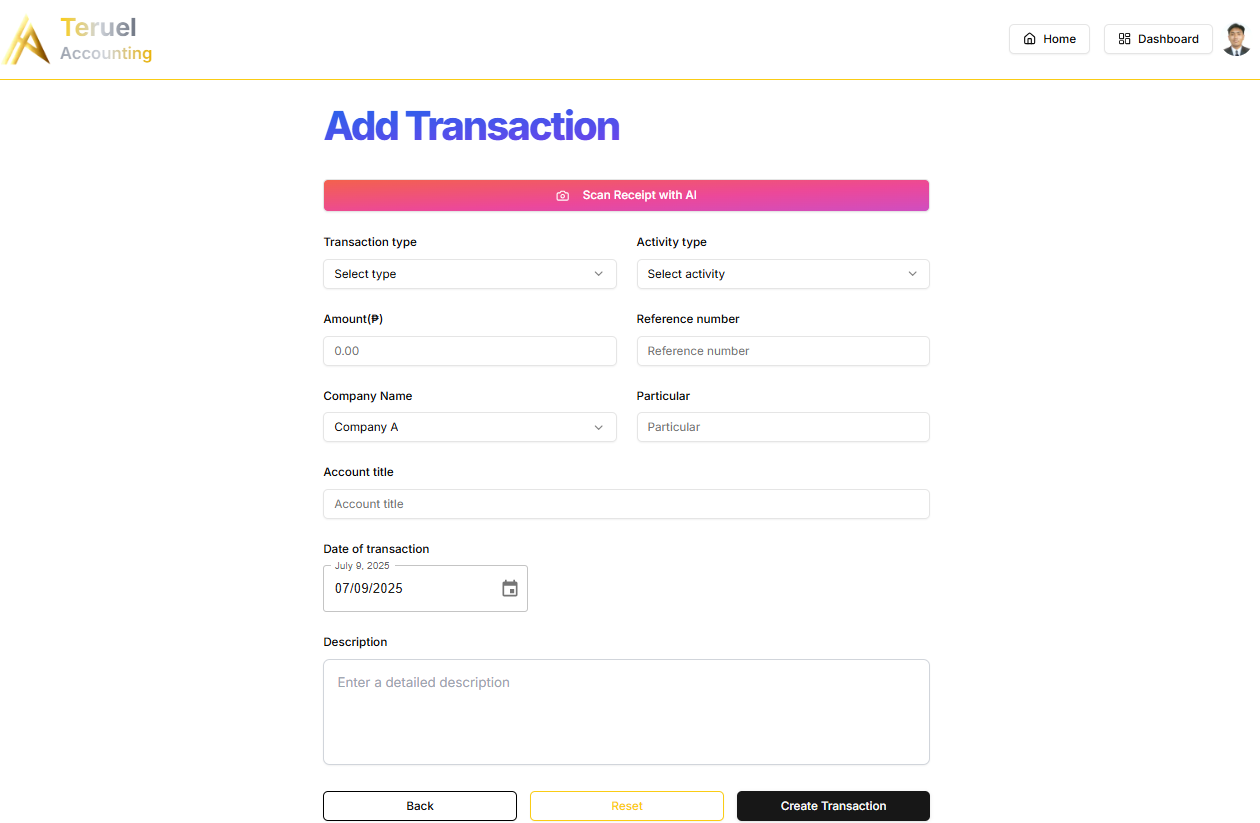 Teruel
Accounting
Home
Dashboard
Add Transaction
Scan Receipt with AI
Transaction type
Activity type
Select type
Select activity
Amount(₱)
Reference number
0.00
Reference number
Company Name
Particular
Company A
Particular
Account title
Account title
Date of transaction
July 9, 2025
07/09/2025
Description
Enter a detailed description
Back
Reset
Create Transaction